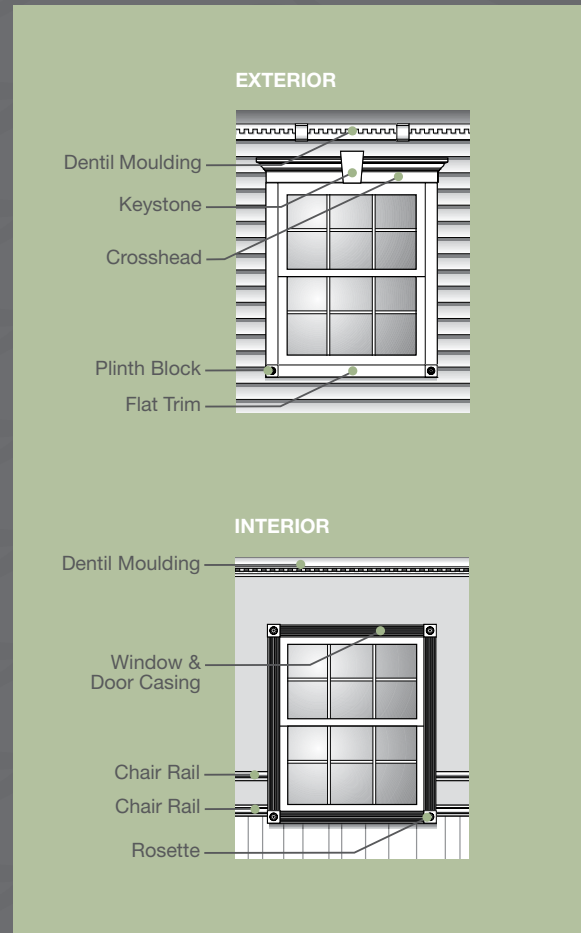 EXTERIOR
Dentil Moulding
Keystone
Crosshead
Plinth Block
Flat Trim
INTERIOR
Dentil Moulding
Window &
Door Casing
Chair Rail
Chair Rail
Rosette